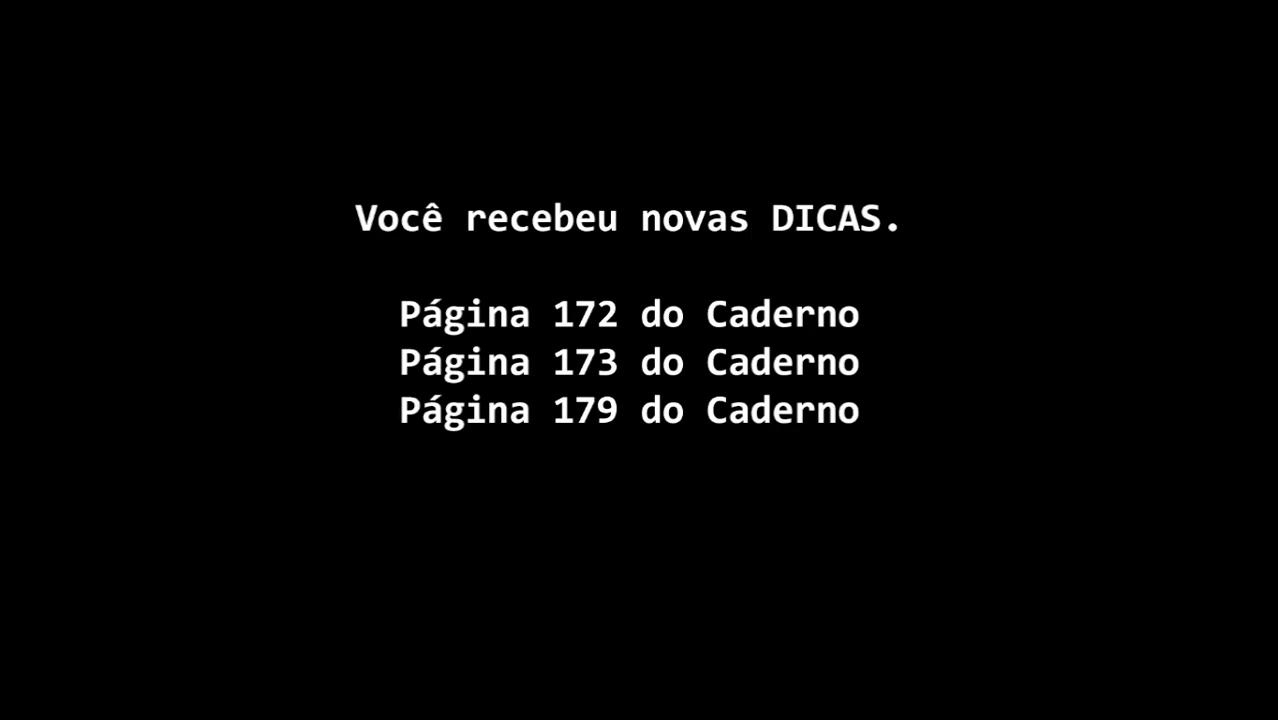 Você recebeu novas DICAS.
Página 172 do Caderno
Página 173 do Caderno
Página 179 do Caderno